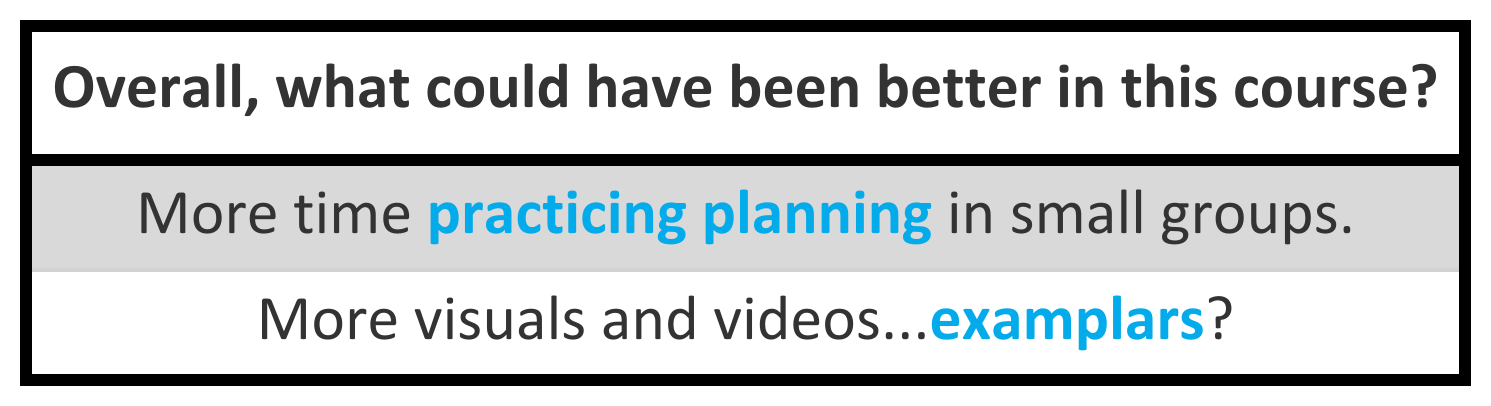 Overall, what could have been better in this course?
More time practicing planning in small groups.
More visuals and videos...examplars?